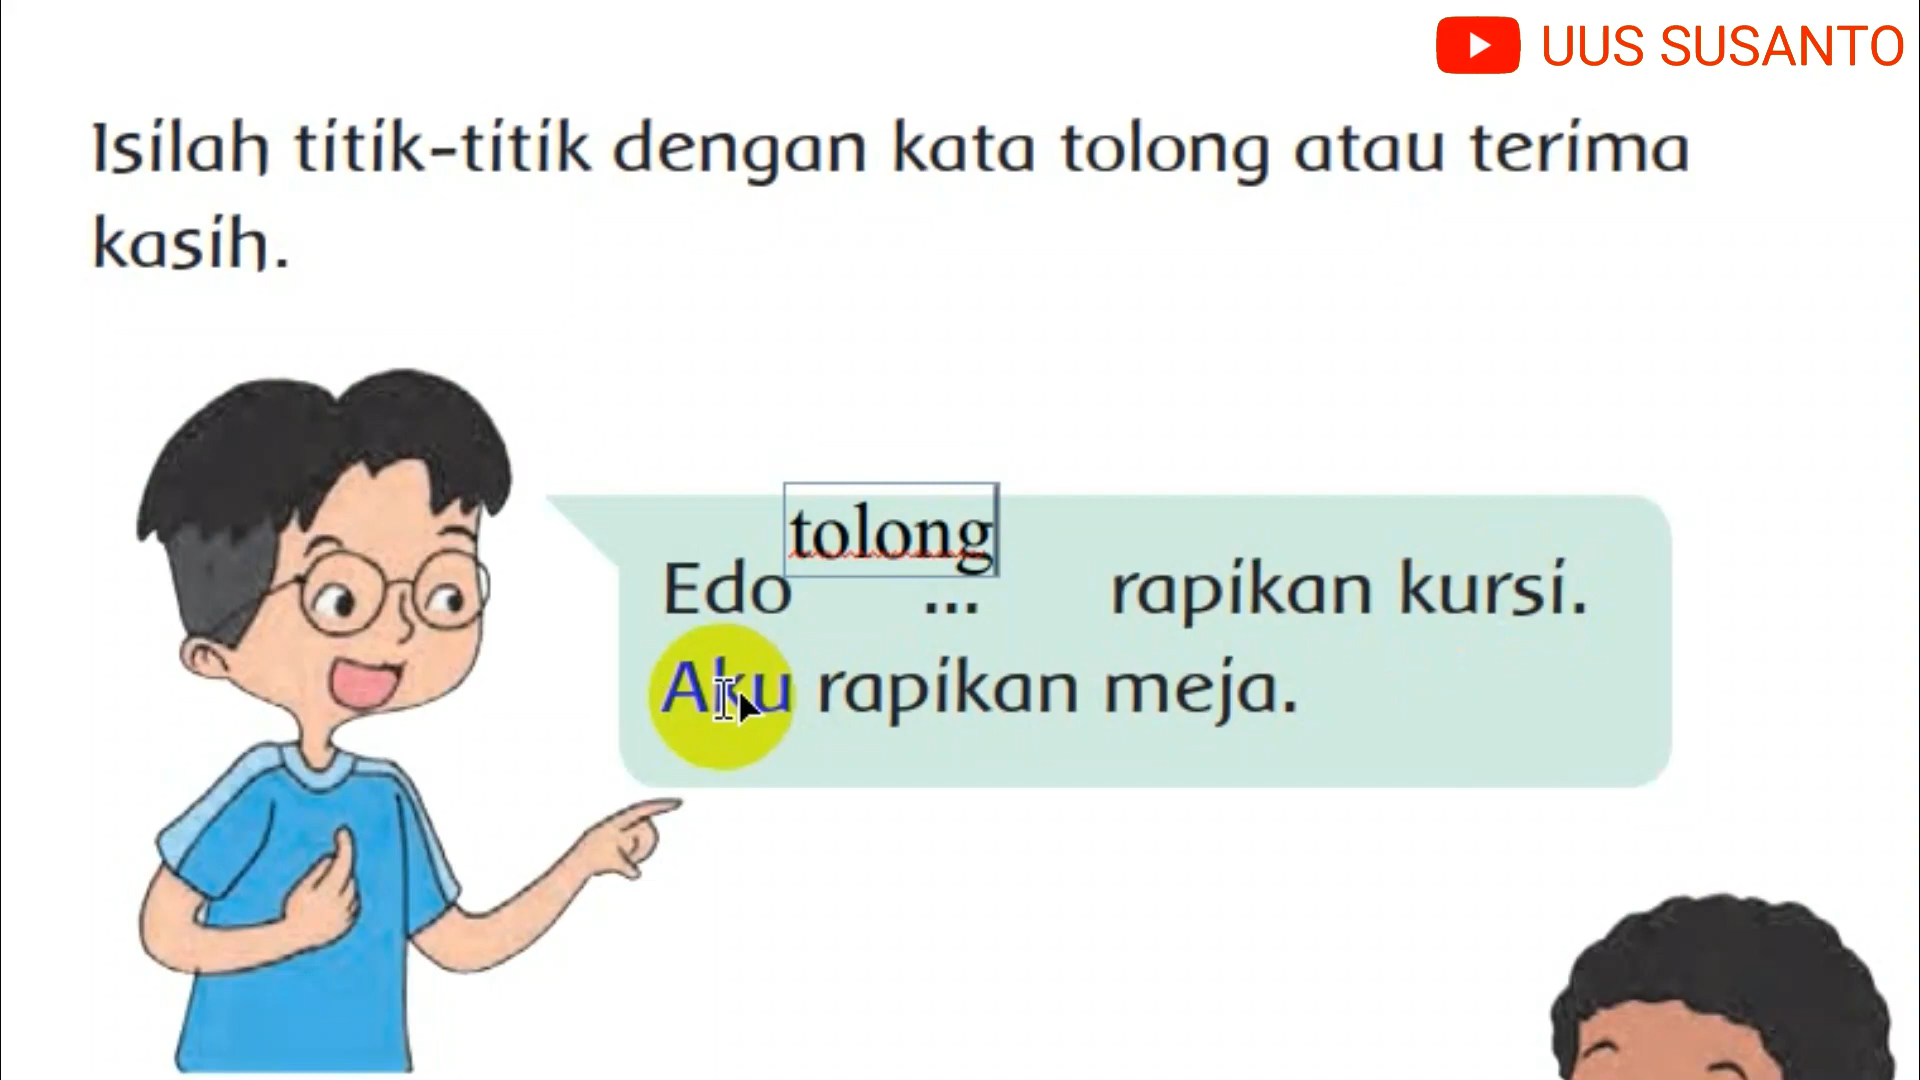 UUS SUSANTO
Isilah titik-titik dengan kata tolong atau terima
kasih.
tolong
Edo ... rapikan kursi.
Aku rapikan meja.